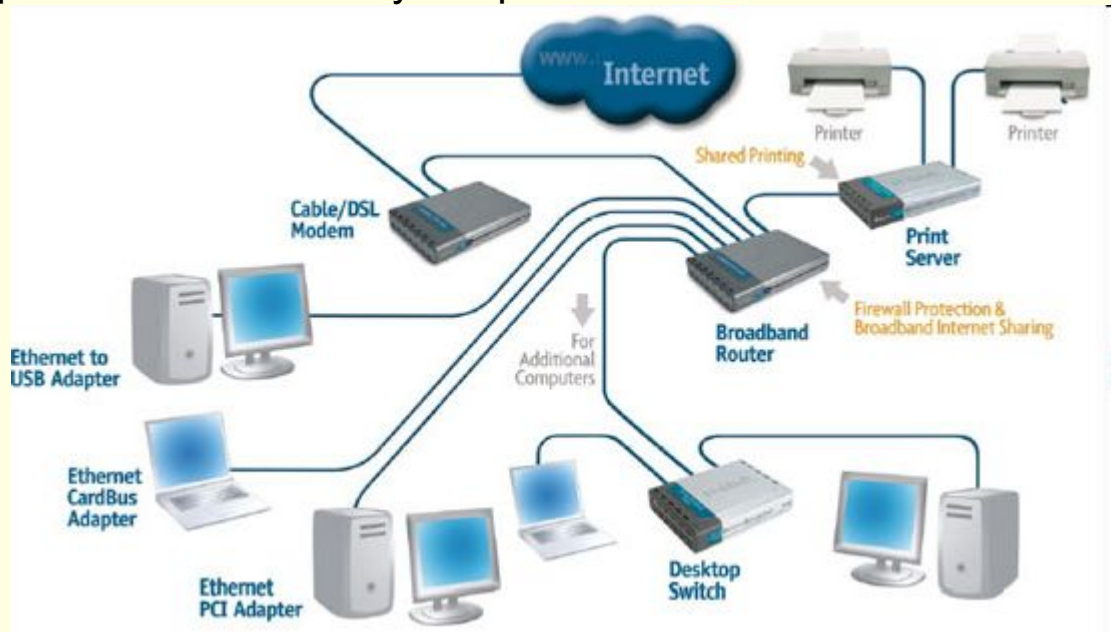 www.
Internet
Printer
Printer
Shared Printing
Cable/DSL
Modem
Print
Server
Firewall Protection &
Broadband Internet Sharing
Broadband
Router
For
Additional
Computers
Ethernet to
USB Adapter
Ethernet
CardBus
Adapter
Desktop
Switch
Ethernet
PCI Adapter